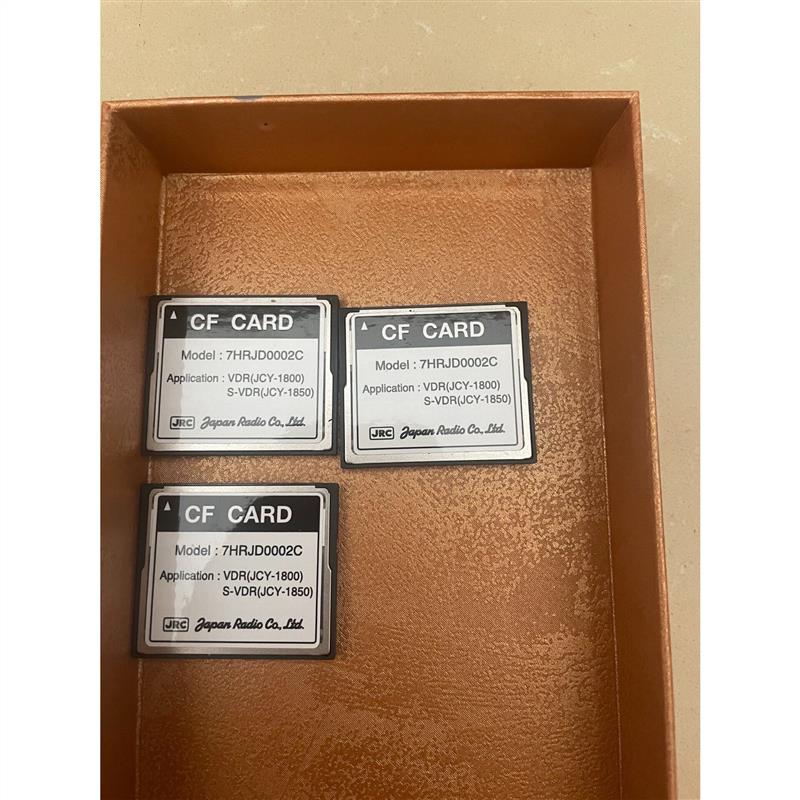 CF CARD
Model : 7HRJD0002C
Application : VDR(JCY-1800)
S-VDR(JCY-1850)
JRC Japan Radio Co., Ltd.
CF CARD
Model : 7HRJD0002C
Application : VDR(JCY-1800)
S-VDR(JCY-1850)
JRC Japan Radio Co., Ltd.
CF CARD
Model : 7HRJD0002C
Application : VDR(JCY-1800)
S-VDR(JCY-1850)
JRC Japan Radio Co., Ltd.